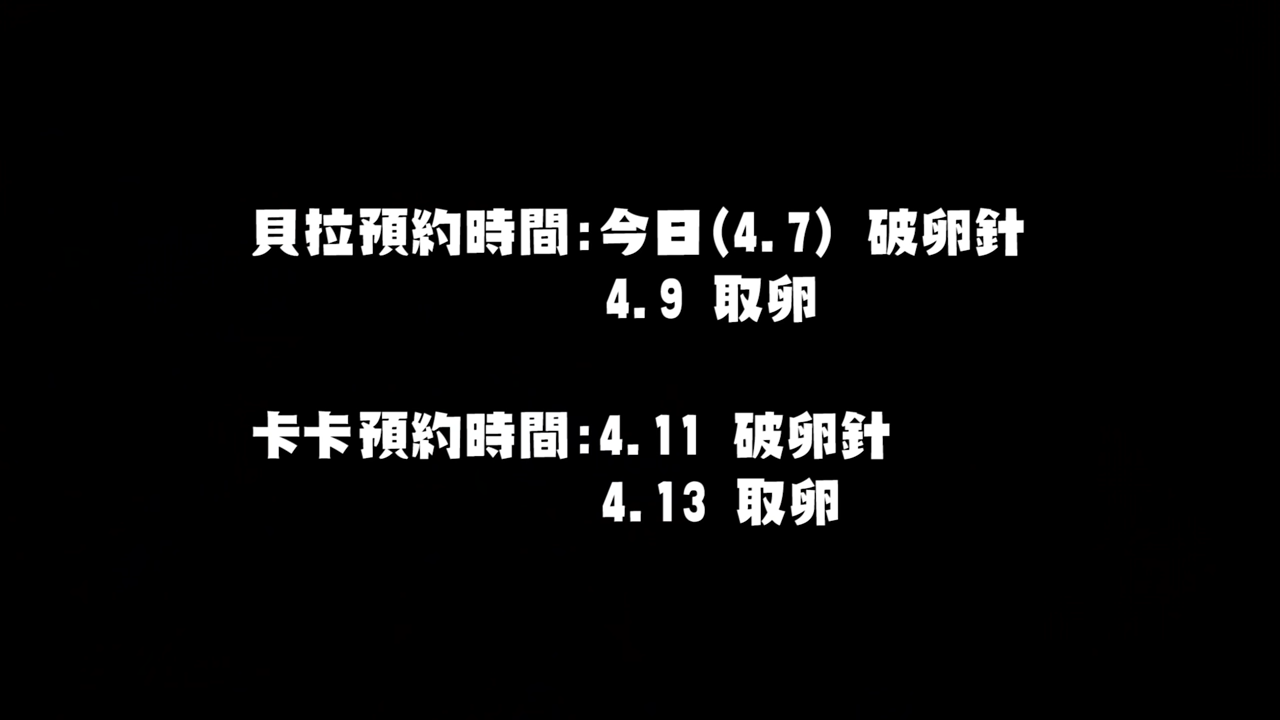 貝拉預約時間:今日(4.7) 破卵針
4.9 取卵
卡卡預約時間:4.11 破卵針
4.13 取卵